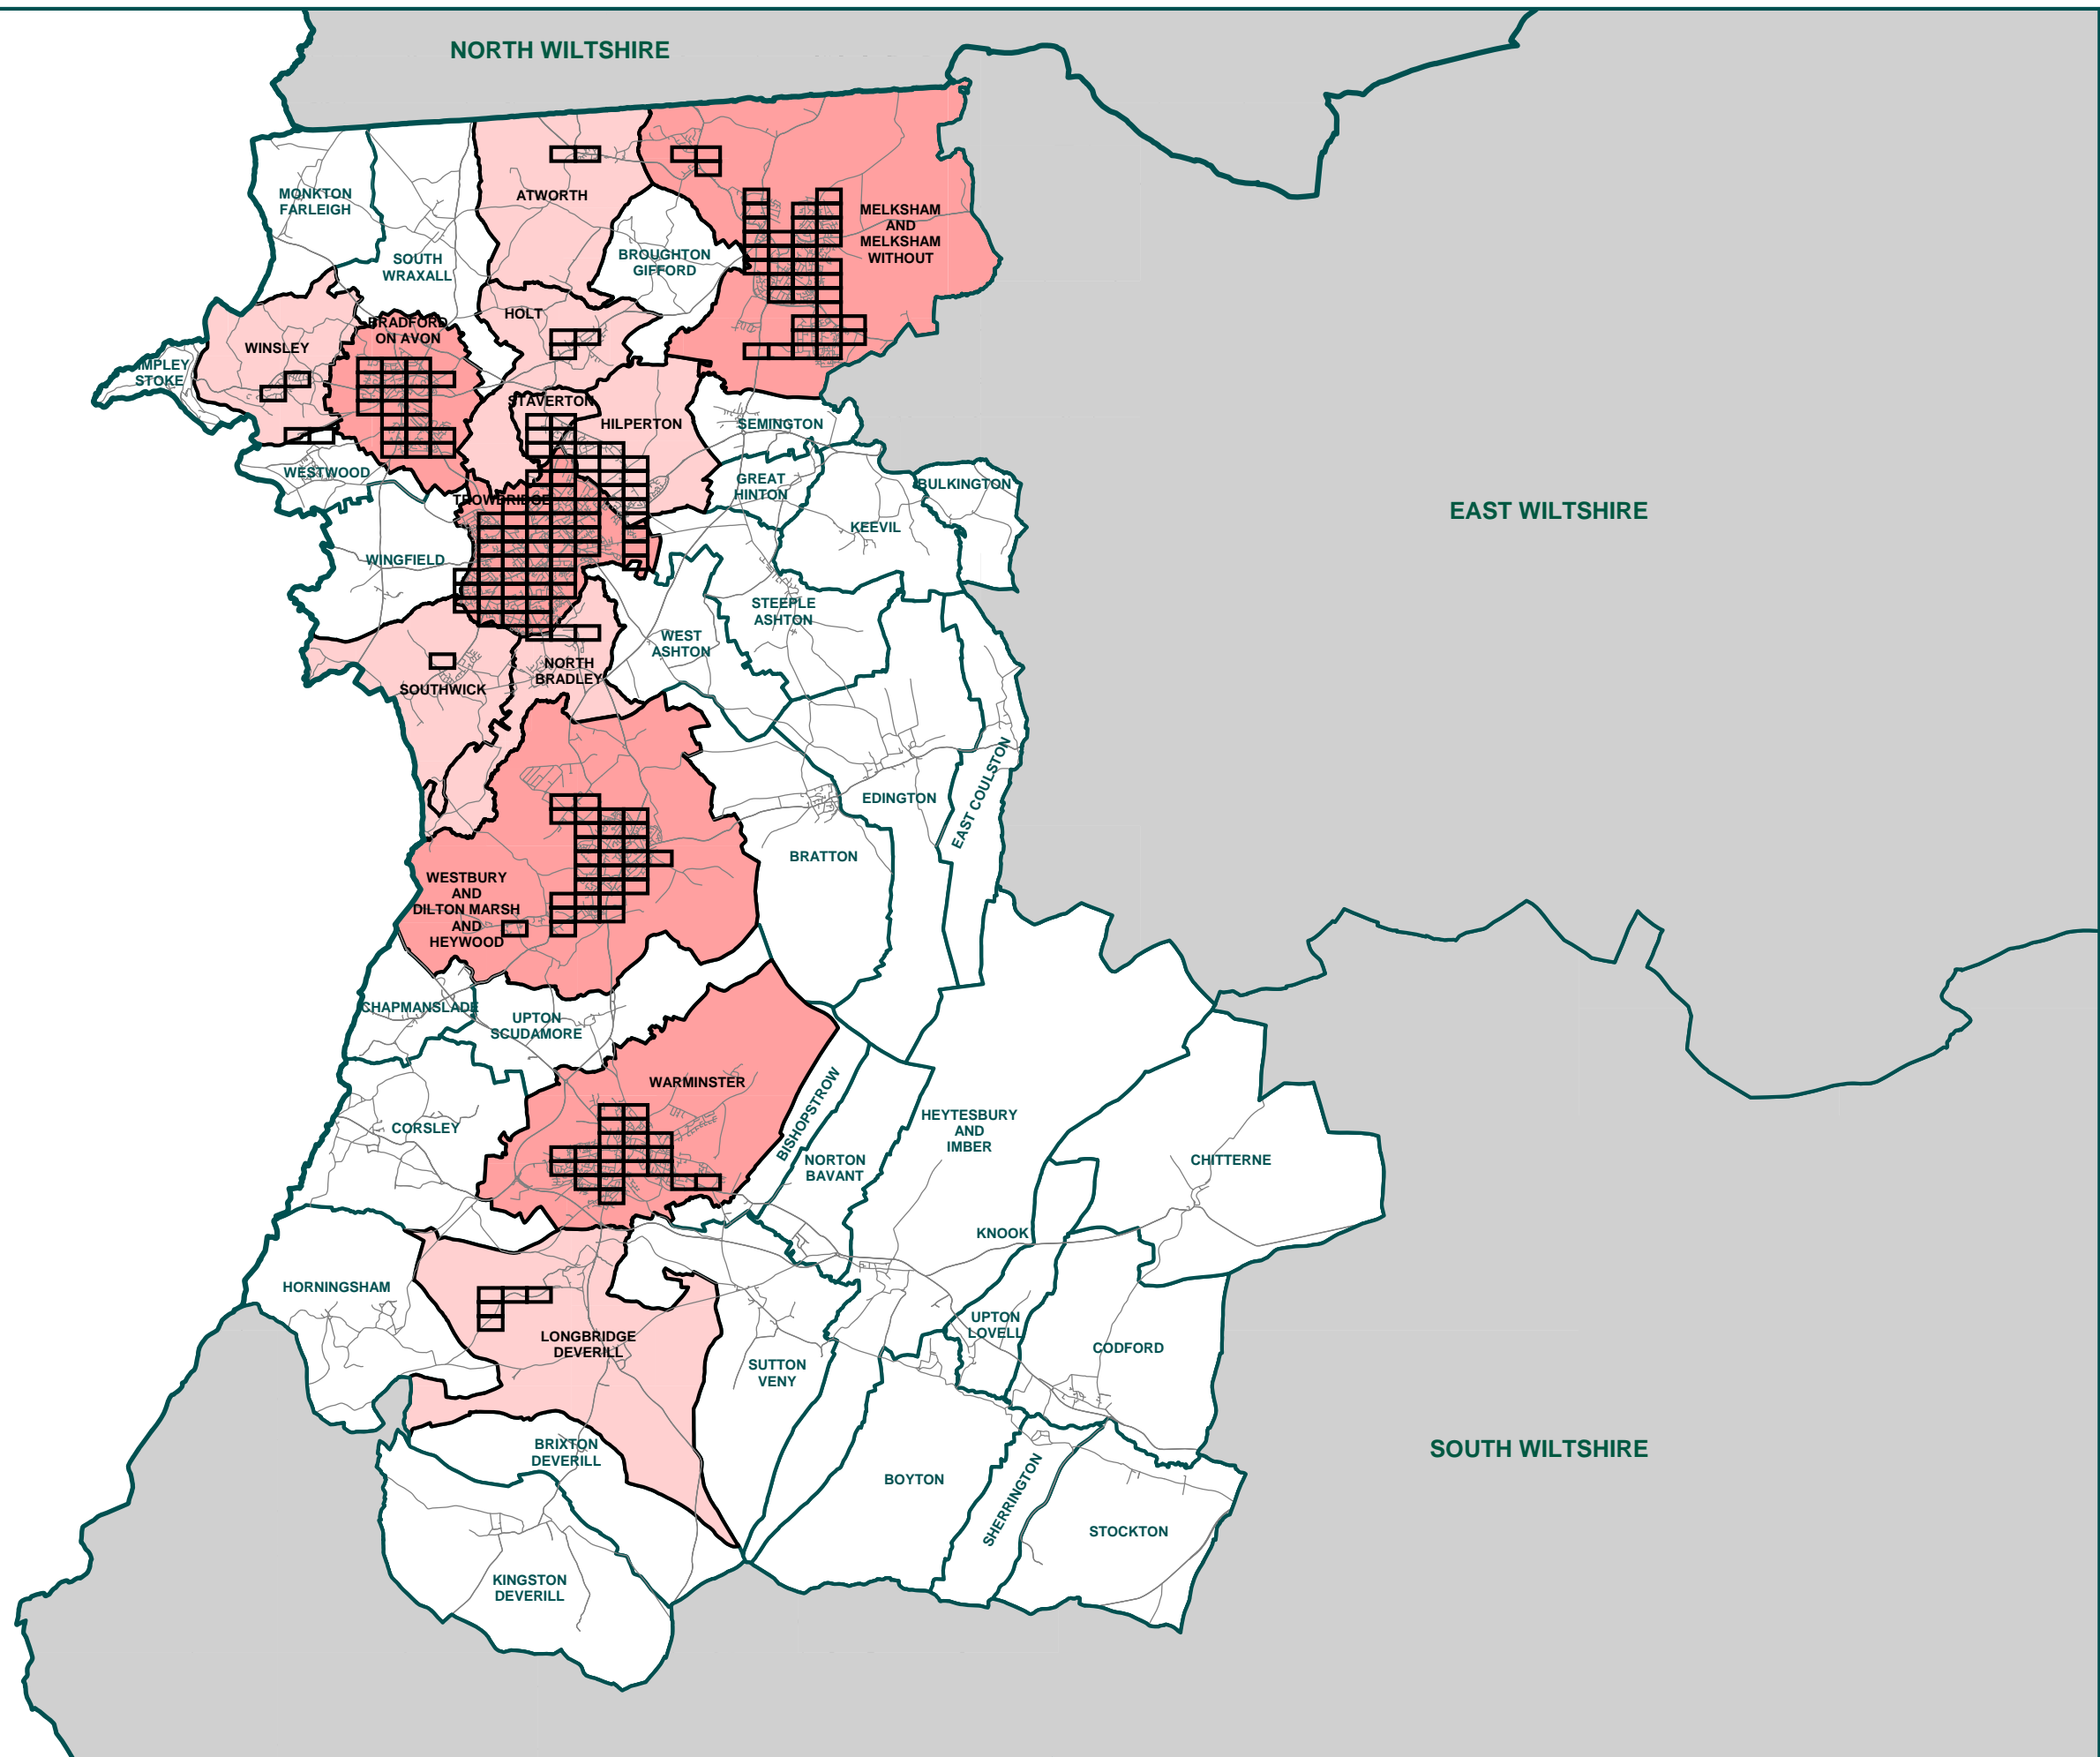 NORTH WILTSHIRE
MONKTON
FARLEIGH
ATWORTH
MELKSHAM
AND
MELKSHAM
WITHOUT
SOUTH
WRAXALL
BROUGHTON
GIFFORD
HOLT
BRADFORD
ON AVON
WINSLEY
IMPLEY
STOKE
STAVERTON
HILPERTON
SEMINGTON
WESTWOOD
GREAT
HINTON
BULKINGTON
TROWBRIDGE
KEEVIL
EAST WILTSHIRE
WINGFIELD
STEEPLE
ASHTON
WEST
ASHTON
NORTH
BRADLEY
SOUTHWICK
EDINGTON
EAST COULSTON
BRATTON
WESTBURY
AND
DILTON MARSH
AND
HEYWOOD
CHAPMANSLADE
UPTON
SCUDAMORE
WARMINSTER
BISHOPSTROW
CORSLEY
HEYTESBURY
AND
IMBER
NORTON
BAVANT
CHITTERNE
KNOOK
HORNINGSHAM
LONGBRIDGE
DEVERILL
UPTON
LOVELL
CODFORD
SUTTON
VENY
BRIXTON
DEVERILL
SOUTH WILTSHIRE
BOYTON
SHERRINGTON
STOCKTON
KINGSTON
DEVERILL